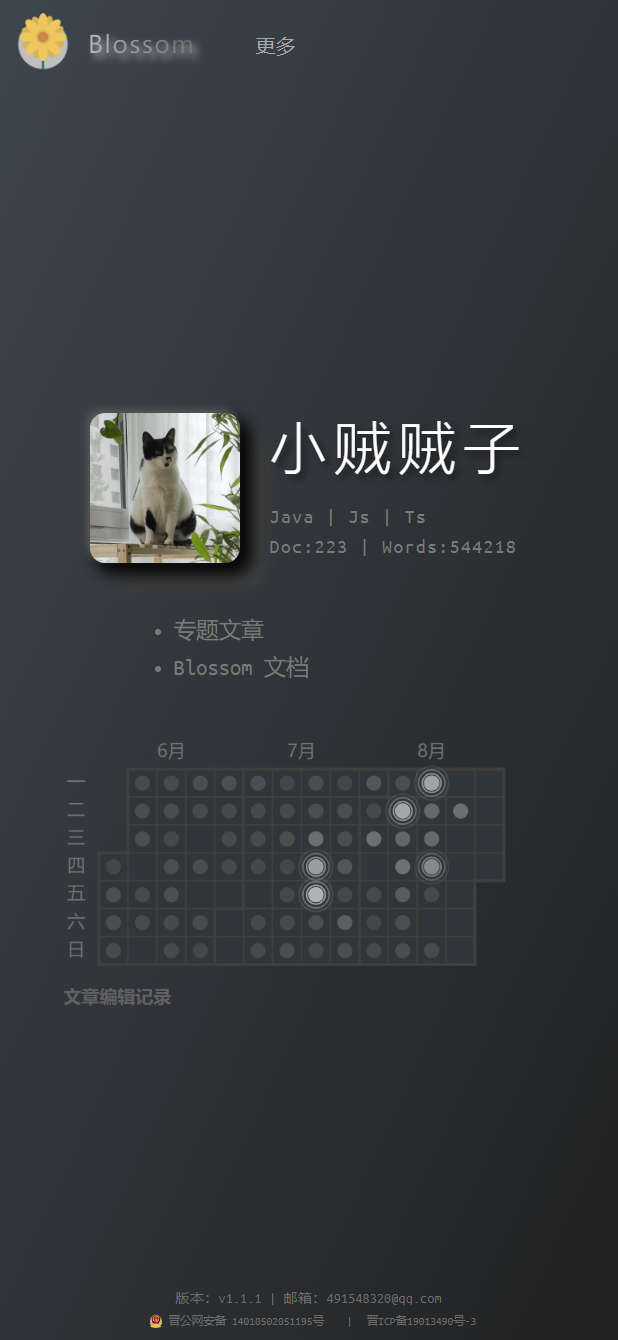 Blossom 更多
小贼贼子
Java | Js | Ts
Doc:223 | Words:544218
• 专题文章
• Blossom 文档
6月 7月 8月
一
二
三
四
五
六
日
文章编辑记录
版本: v1.1.1 | 邮箱: 491548320@qq.com
晋公网安备 14010502051195号 | 晋ICP备19013490号-3